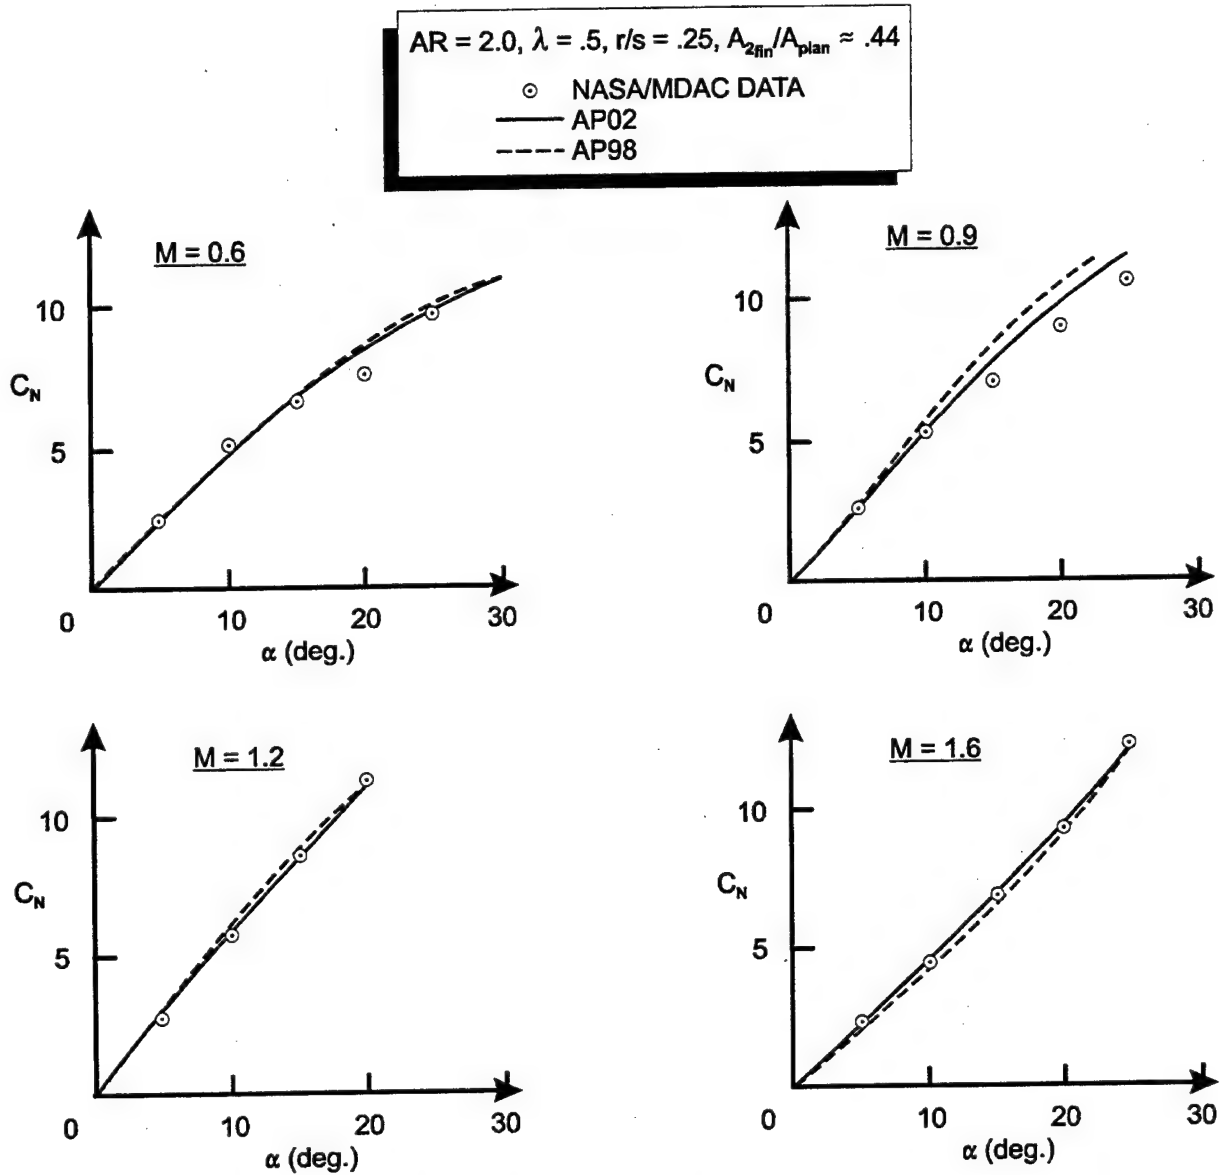 AR = 2.0, λ = .5, r/s = .25, A2fin/Aplan ≈ .44
NASA/MDAC DATA
AP02
AP98
M = 0.6
10
CN
5
0
10
20
30
α (deg.)
M = 0.9
10
CN
5
0
10
20
30
α (deg.)
M = 1.2
10
CN
5
0
10
20
30
α (deg.)
M = 1.6
10
CN
5
0
10
20
30
α (deg.)